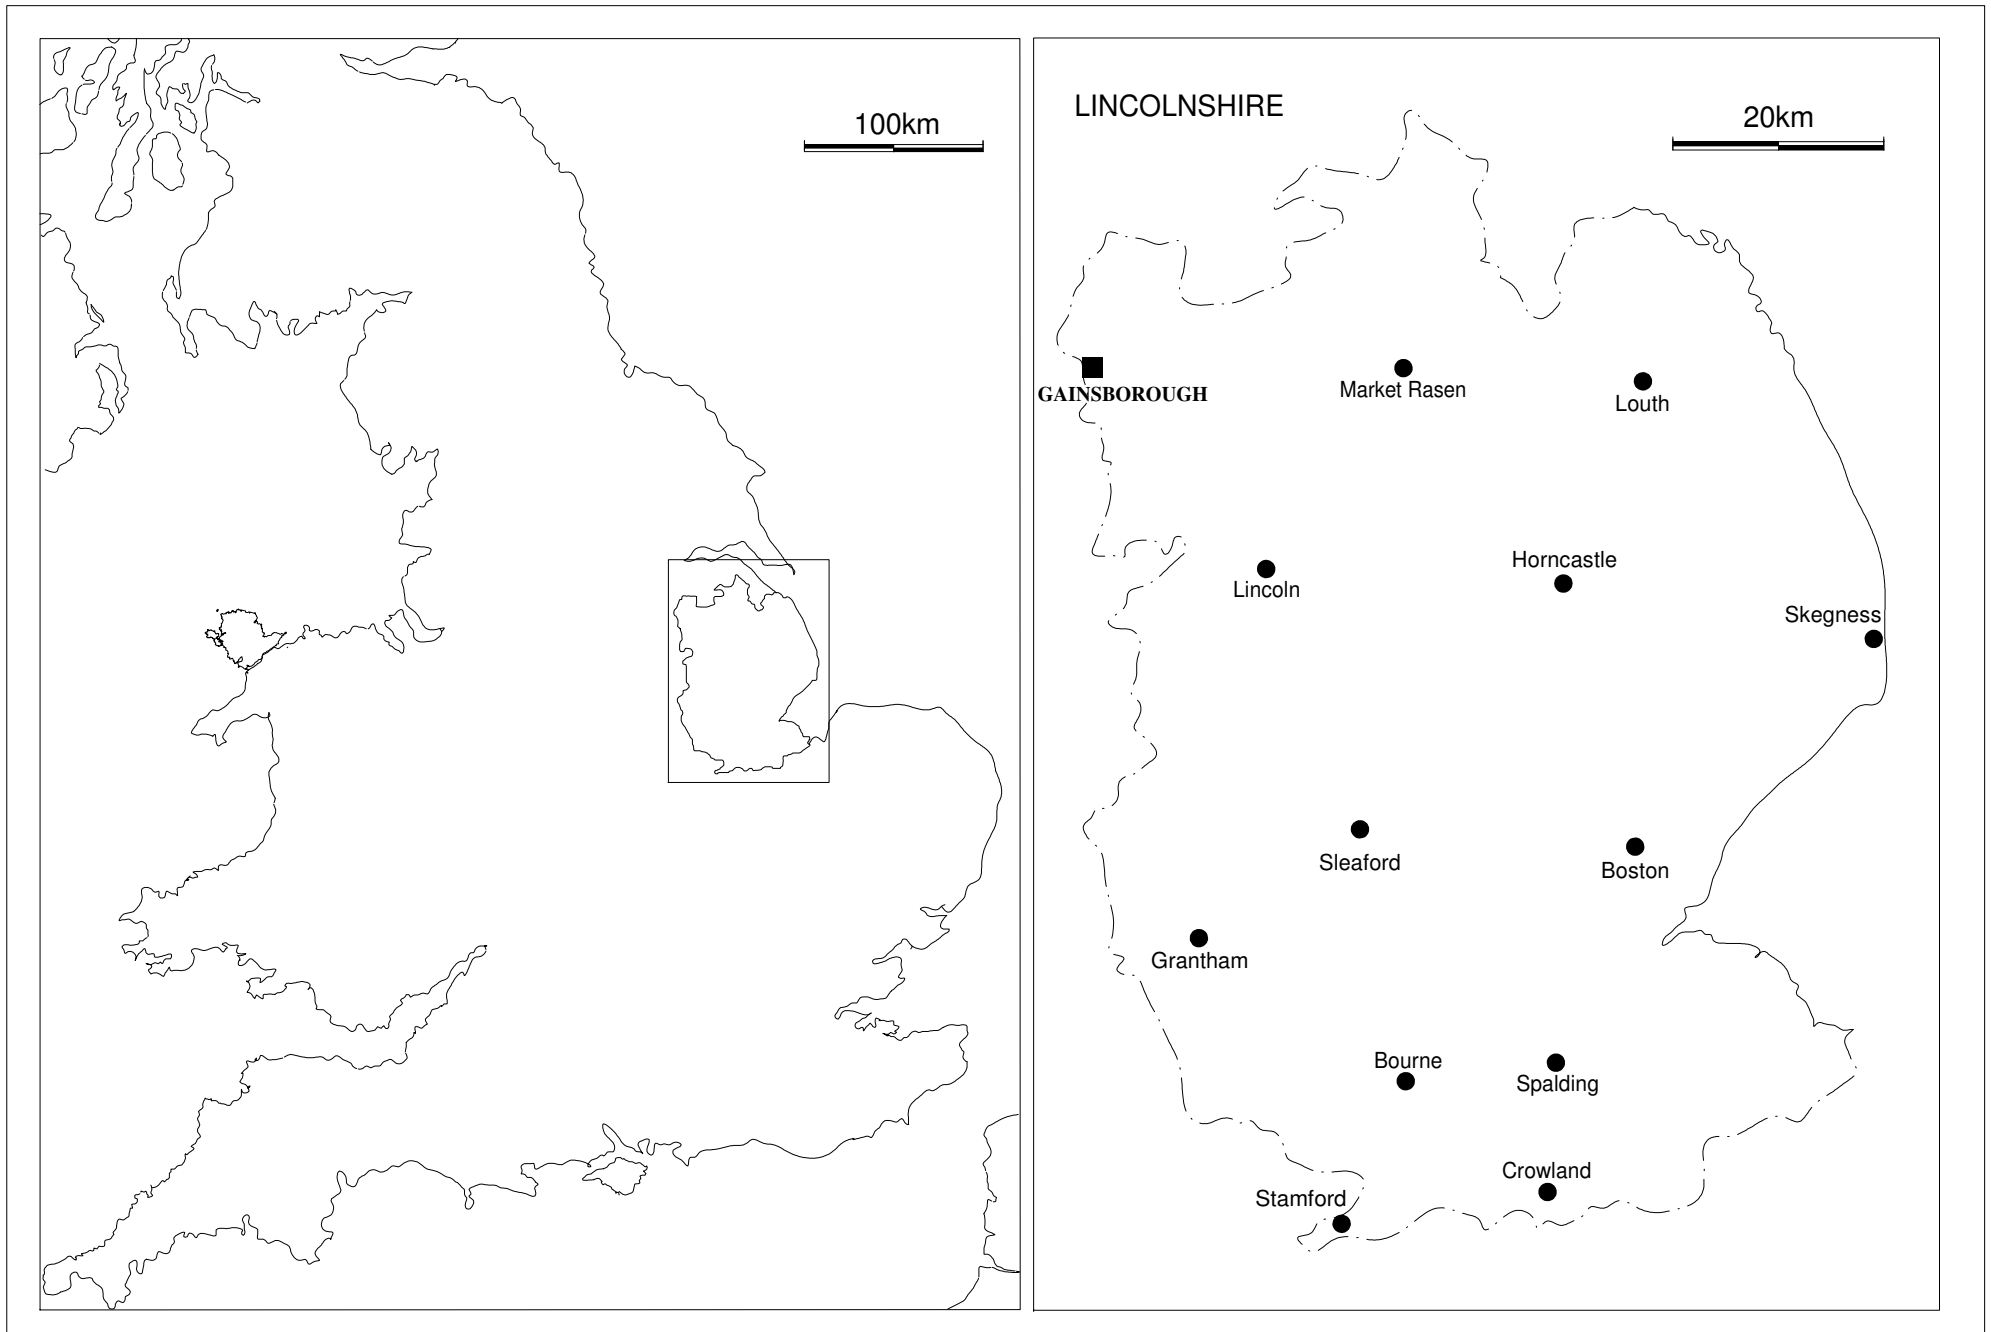 100km
LINCOLNSHIRE
20km
GAINSBOROUGH
Market Rasen
Louth
Lincoln
Horncastle
Skegness
Sleaford
Boston
Grantham
Bourne
Spalding
Crowland
Stamford